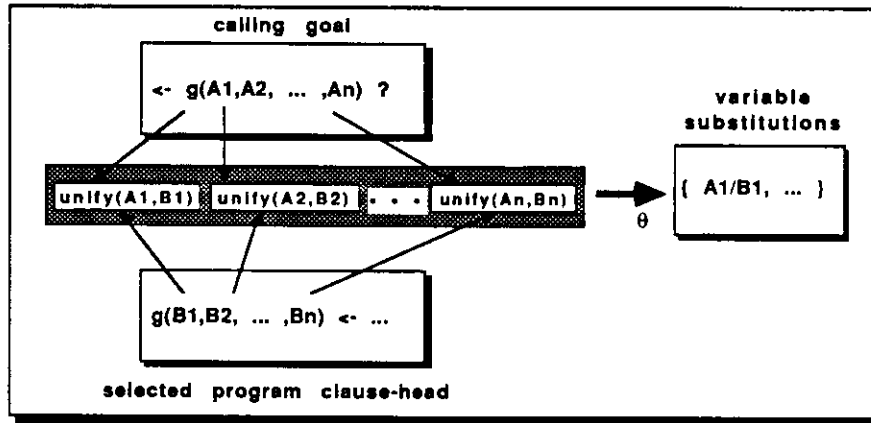 calling goal
<- g(A1,A2, ... ,An) ?
variable
substitutions
unify(A1,B1) unify(A2,B2) • • • unify(An,Bn)
{ A1/B1, ... }
θ
g(B1,B2, ... ,Bn) <- ...
selected program clause-head